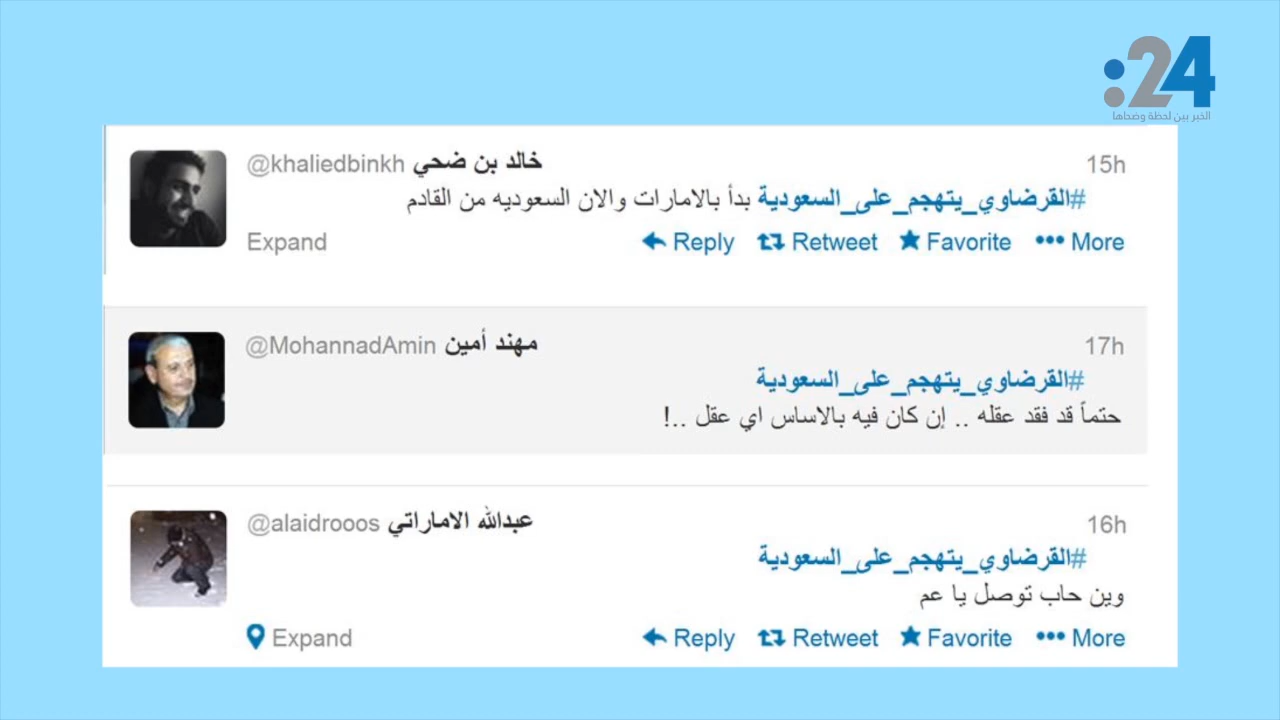 :24
الخبر بين لحظة وضحاها
خالد بن ضحي @khaliedbinkh 15h
#القرضاوي_يتهجم_على_السعودية بدأ بالامارات والان السعوديه من القادم
Expand Reply Retweet Favorite More
مهند أمين @MohannadAmin 17h
#القرضاوي_يتهجم_على_السعودية
حتماً قد فقد عقله .. إن كان فيه بالاساس اي عقل ..!
عبدالله الاماراتي @alaidrooos 16h
#القرضاوي_يتهجم_على_السعودية
وين حاب توصل يا عم
Expand Reply Retweet Favorite More